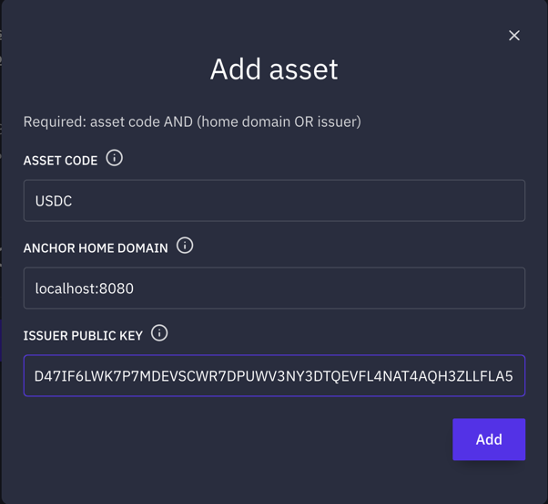 Add asset
Required: asset code AND (home domain OR issuer)
ASSET CODE
USDC
ANCHOR HOME DOMAIN
localhost:8080
ISSUER PUBLIC KEY
D47IF6LWK7P7MDEVSCWR7DPUWV3NY3DTQEVFL4NAT4AQH3ZLLFLA5
Add